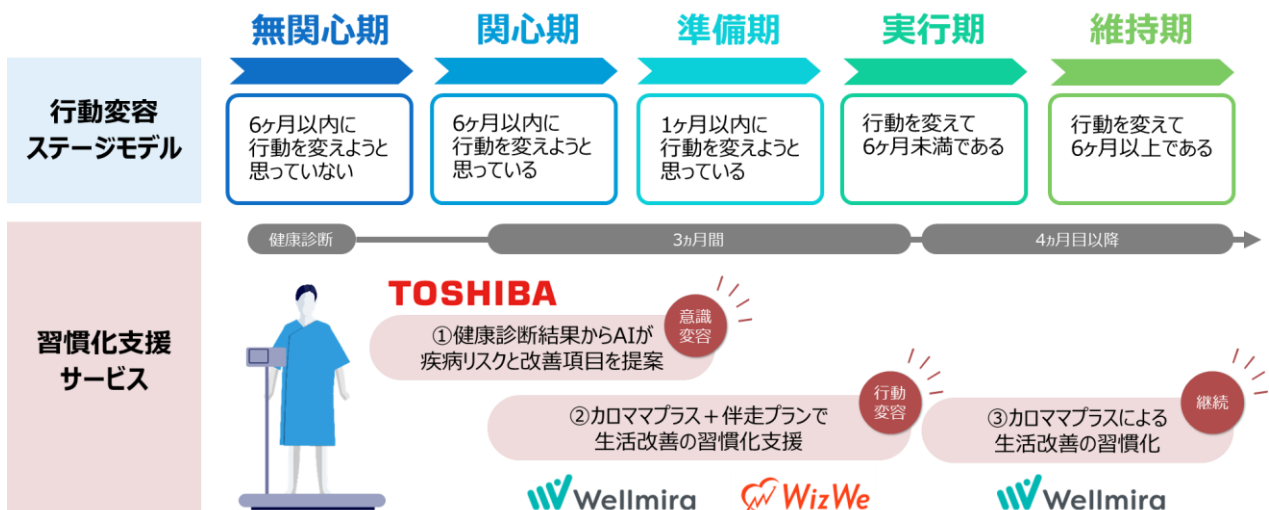 無関心期
関心期
準備期
実行期
維持期
行動変容
ステージモデル
6ヶ月以内に
行動を変えようと
思っていない
6ヶ月以内に
行動を変えようと
思っている
1ヶ月以内に
行動を変えようと
思っている
行動を変えて
6ヶ月未満である
行動を変えて
6ヶ月以上である
習慣化支援
サービス
健康診断
3ヵ月間
4ヵ月目以降
TOSHIBA
①健康診断結果からAIが
疾病リスクと改善項目を提案
意識
変容
②カロママプラス＋伴走プランで
生活改善の習慣化支援
行動
変容
③カロママプラスによる
生活改善の習慣化
継続
Wellmira
WizWe
Wellmira